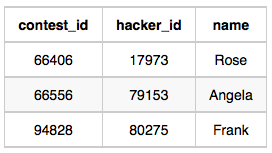 contest_id hacker_id name
66406 17973 Rose
66556 79153 Angela
94828 80275 Frank